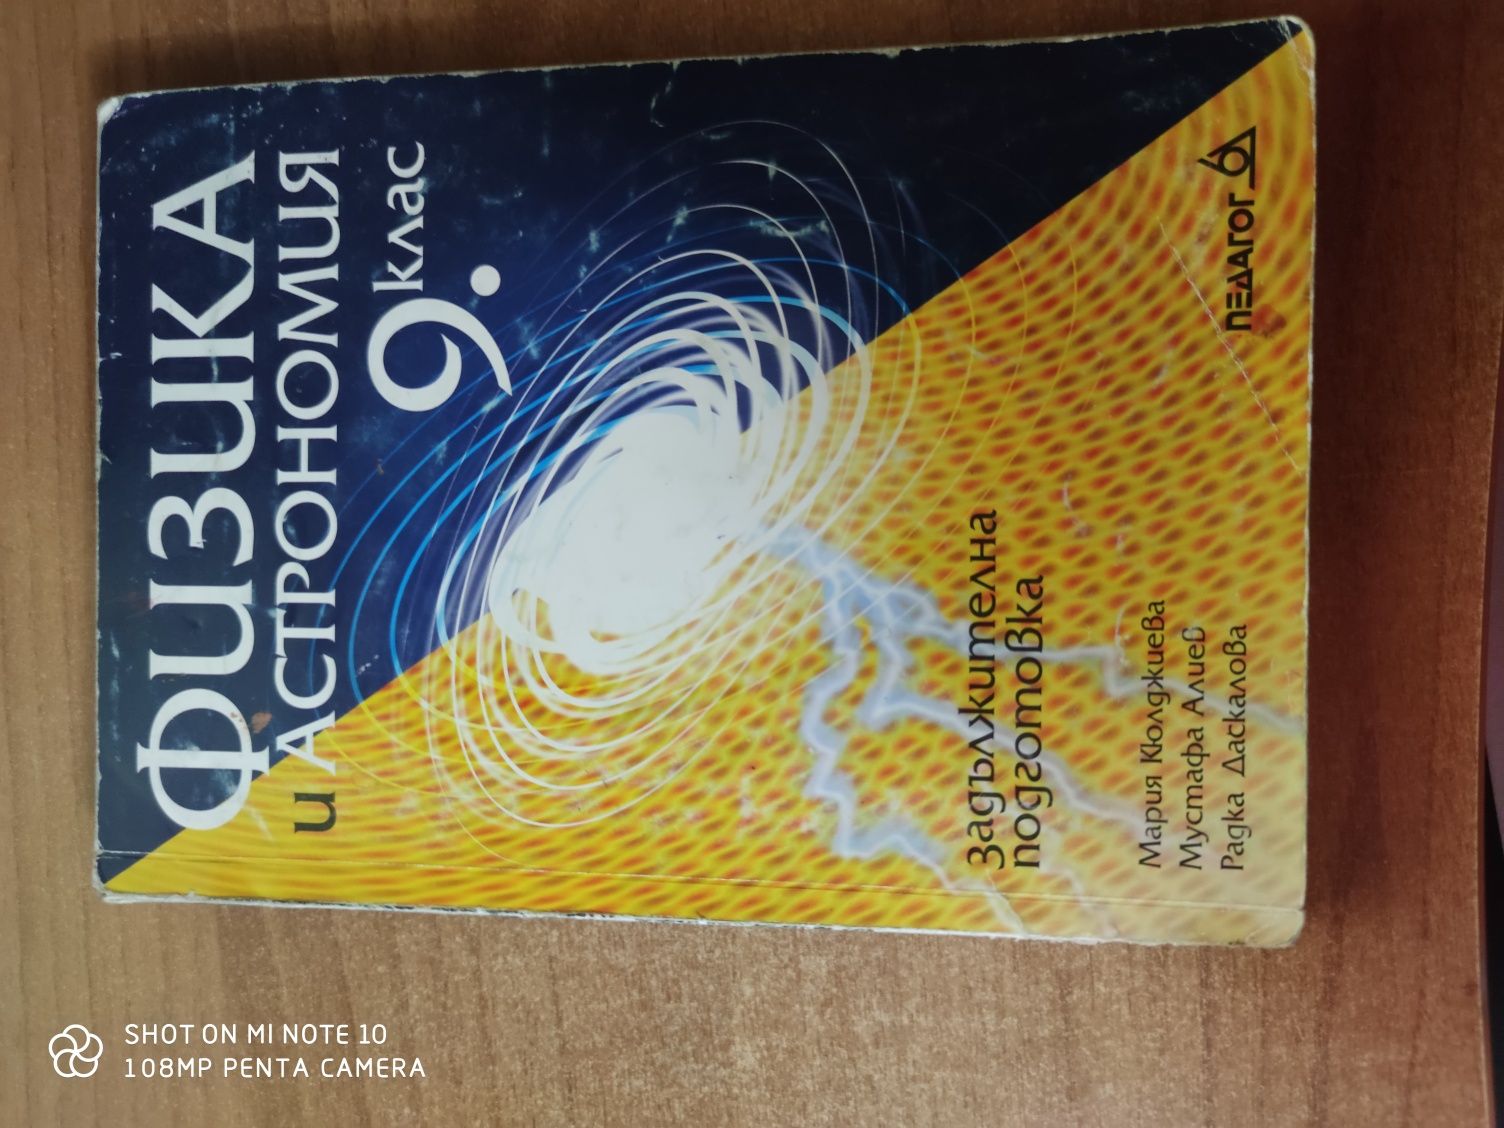 Физика
и Астрономия
9. клас
Задължителна
подготовка
Мария Кюлджиева
Мустафа Алиев
Радка Даскалова
ПЕДАГОГ 6
SHOT ON MI NOTE 10
108MP PENTA CAMERA